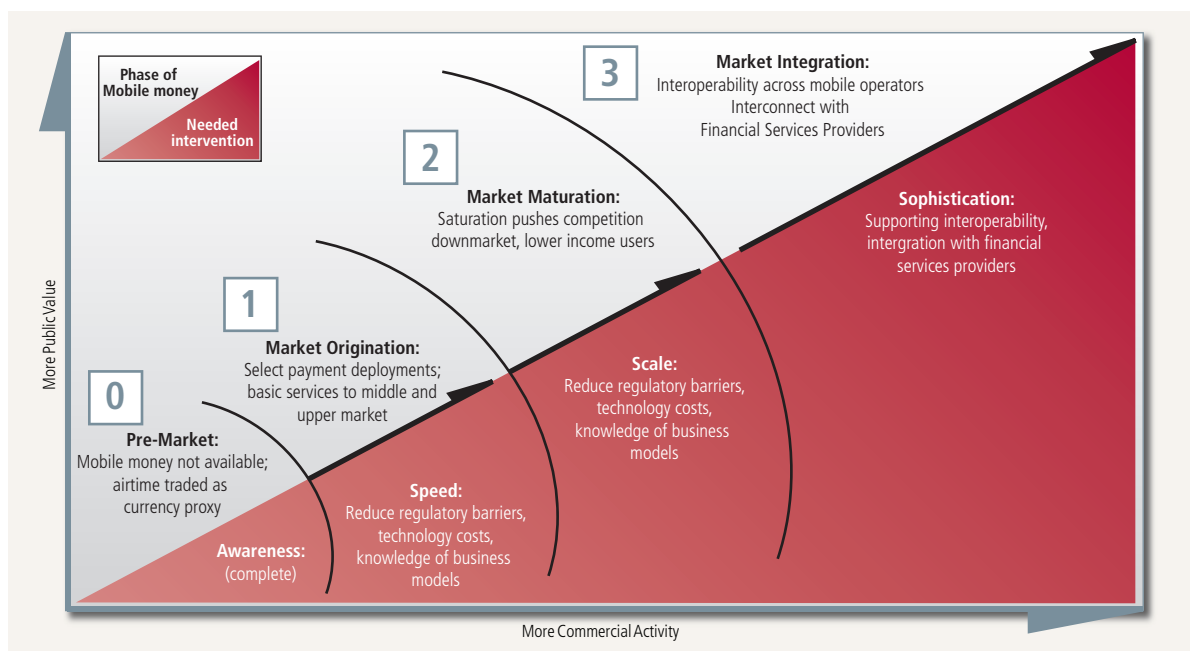 Phase of
Mobile money
Needed
intervention
3
Market Integration:
Interoperability across mobile operators
Interconnect with
Financial Services Providers
2
Market Maturation:
Saturation pushes competition
downmarket, lower income users
Sophistication:
Supporting interoperability,
intergration with financial
services providers
1
Market Origination:
Select payment deployments;
basic services to middle and
upper market
Scale:
Reduce regulatory barriers,
technology costs,
knowledge of business
models
0
Pre-Market:
Mobile money not available;
airtime traded as
currency proxy
Speed:
Reduce regulatory barriers,
technology costs,
knowledge of business
models
Awareness:
(complete)
More Public Value
More Commercial Activity